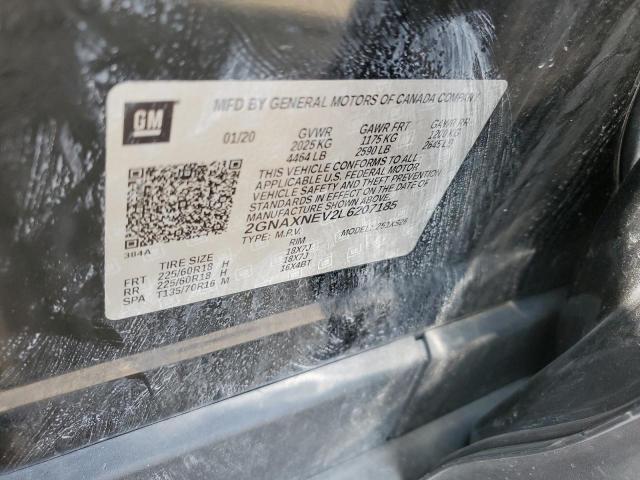 GM
MFD BY GENERAL MOTORS OF CANADA COMPANY
01/20 GVWR GAWR FRT GAWR RR
2025 KG 1175 KG 1200 KG
4464 LB 2590 LB 2645 LB
THIS VEHICLE CONFORMS TO ALL
APPLICABLE U.S. FEDERAL MOTOR
VEHICLE SAFETY AND THEFT PREVENTION
STANDARDS IN EFFECT ON THE DATE OF
MANUFACTURE SHOWN ABOVE.
2GNAXNEV2L6207185
TYPE: M.P.V. MODEL:
384A
TIRE SIZE RIM
FRT 225/60R18 H 18X7J
RR 225/60R18 H 18X7J
SPA T135/70R16 M 16X4BT